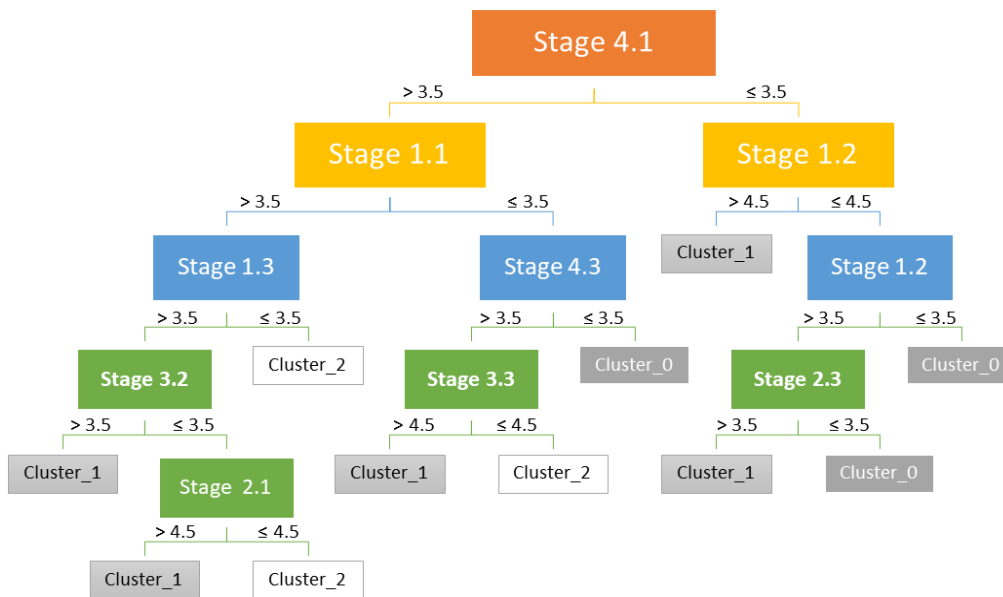 Stage 4.1
> 3.5
≤ 3.5
Stage 1.1
Stage 1.2
> 3.5
≤ 3.5
> 4.5
≤ 4.5
Stage 1.3
Stage 4.3
Cluster_1
Stage 1.2
> 3.5
≤ 3.5
> 3.5
≤ 3.5
> 3.5
≤ 3.5
Stage 3.2
Cluster_2
Stage 3.3
Cluster_0
Stage 2.3
Cluster_0
> 3.5
≤ 3.5
> 4.5
≤ 4.5
> 3.5
≤ 3.5
Cluster_1
Stage 2.1
Cluster_1
Cluster_2
Cluster_1
Cluster_0
> 4.5
≤ 4.5
Cluster_1
Cluster_2